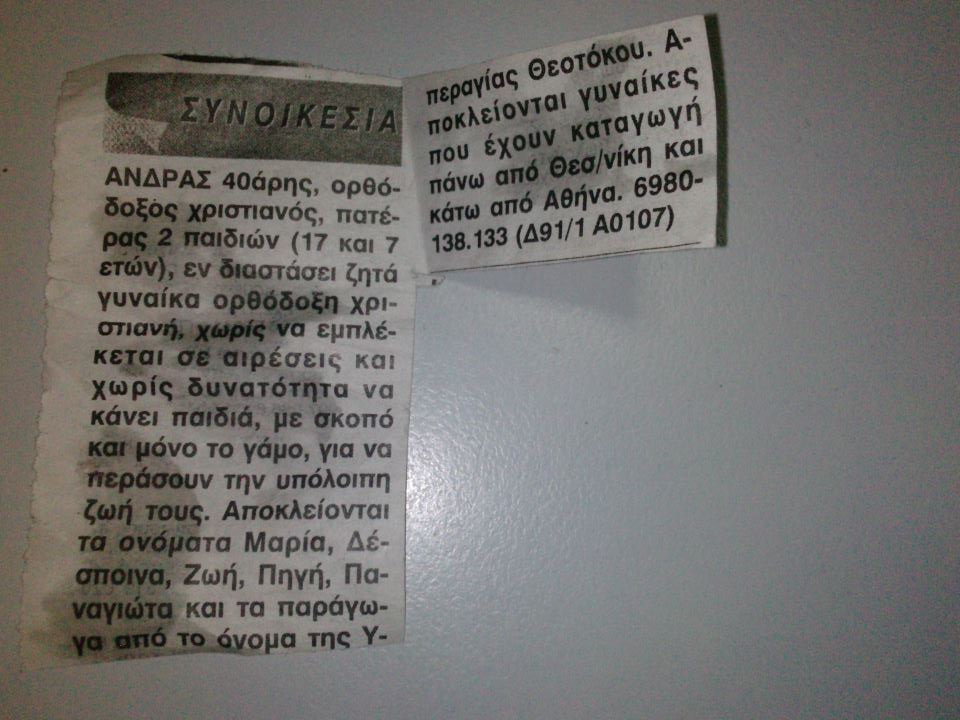 ΣΥΝΟΙΚΕΣΙΑ
ΑΝΔΡΑΣ 40άρης, ορθό-
δοξος χριστιανός, πατέ-
ρας 2 παιδιών (17 και 7
ετών), εν διαστάσει ζητά
γυναίκα ορθόδοξη χρι-
στιανή, χωρίς να εμπλέ-
κεται σε αιρέσεις και
χωρίς δυνατότητα να
κάνει παιδιά, με σκοπό
και μόνο το γάμο, για να
περάσουν την υπόλοιπη
ζωή τους. Αποκλείονται
τα ονόματα Μαρία, Δέ-
σποινα, Ζωή, Πηγή, Πα-
ναγιώτα και τα παράγω-
γα από το όνομα της Υ-
περαγίας Θεοτόκου. Α-
ποκλείονται γυναίκες
που έχουν καταγωγή
πάνω από Θεσ/νίκη και
κάτω από Αθήνα. 6980-
138.133 (Δ91/1 Α0107)